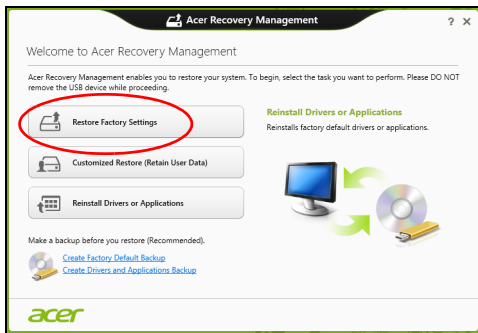 Acer Recovery Management
? ×
Welcome to Acer Recovery Management
Acer Recovery Management enables you to restore your system. To begin, select the task you want to perform. Please DO NOT
remove the USB device while proceeding.
Restore Factory Settings
Customized Restore (Retain User Data)
Reinstall Drivers or Applications
Reinstall Drivers or Applications
Reinstalls factory default drivers or applications.
Make a backup before you restore (Recommended).
Create Factory Default Backup
Create Drivers and Applications Backup
acer